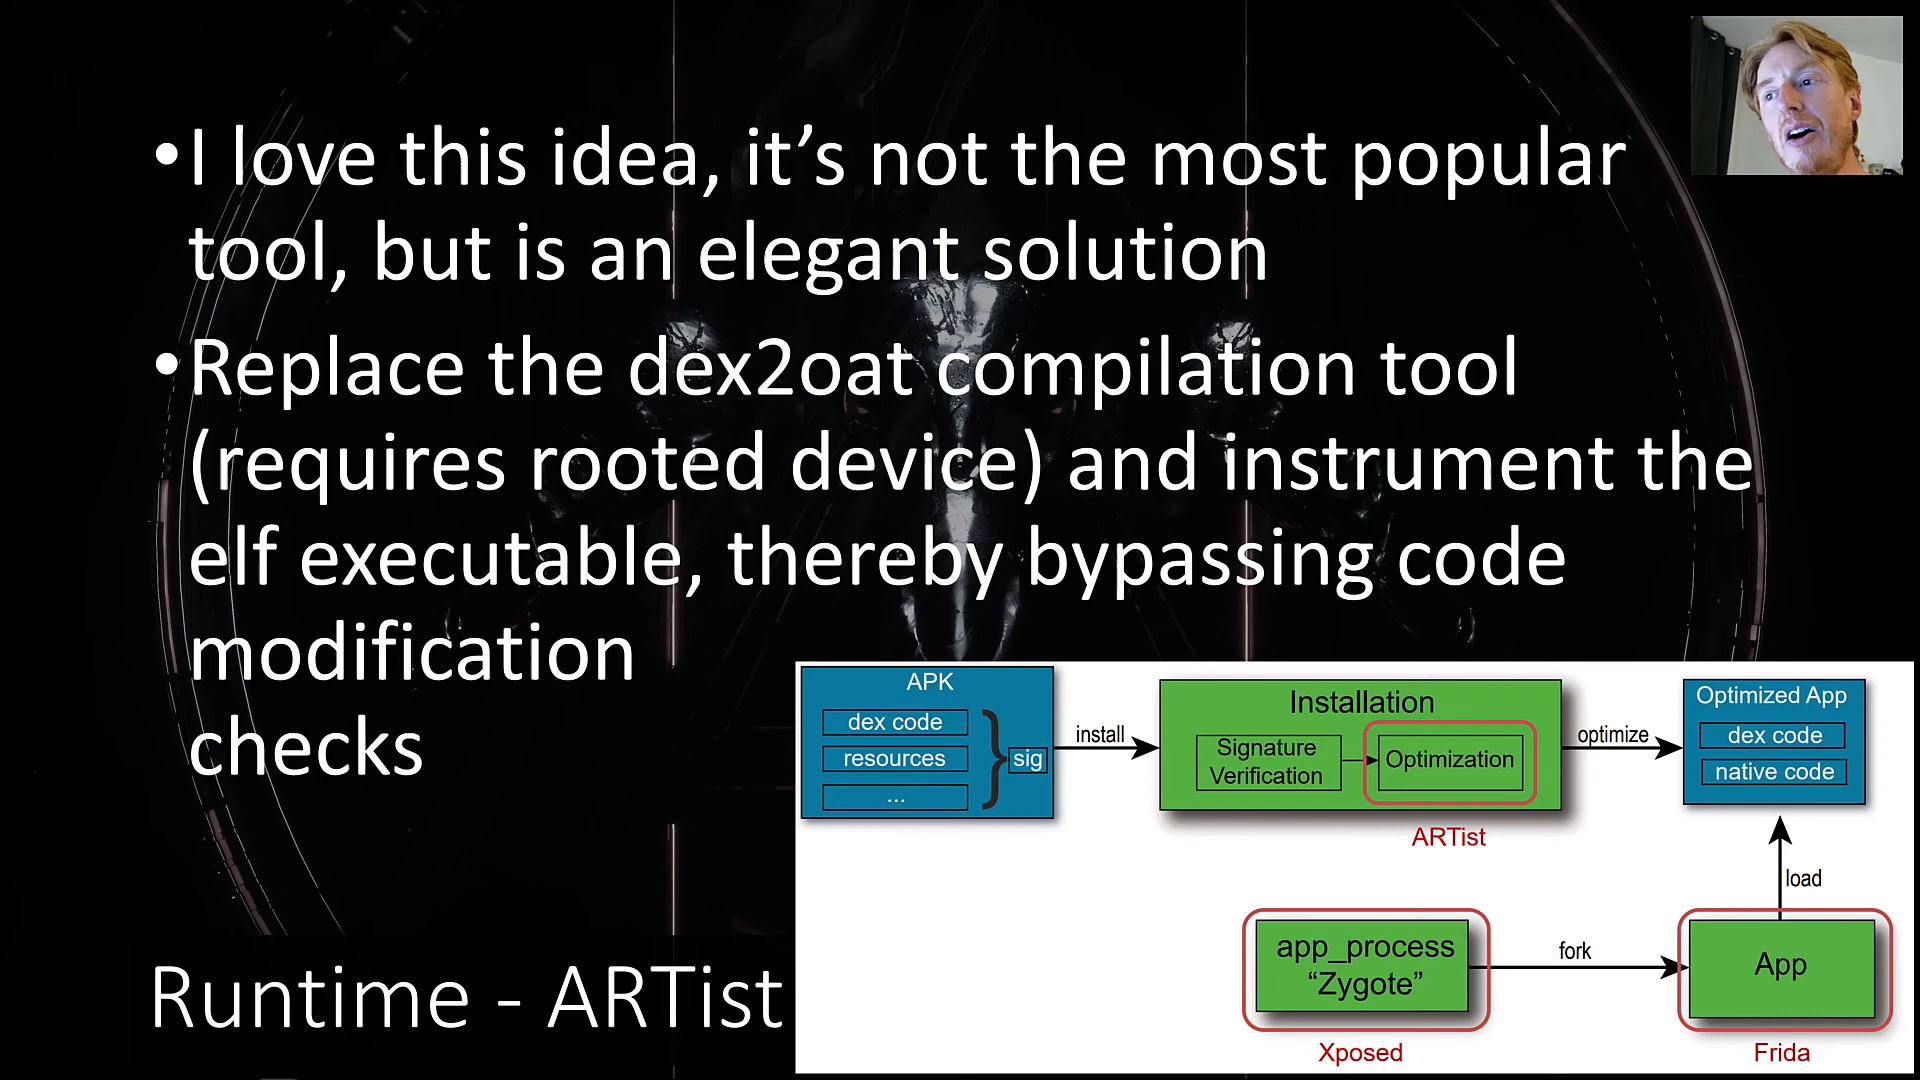 •I love this idea, it’s not the most popular
tool, but is an elegant solution
•Replace the dex2oat compilation tool
(requires rooted device) and instrument the
elf executable, thereby bypassing code
modification
checks
Runtime - ARTist
APK
dex code
resources
...
sig
install
Installation
Signature
Verification
Optimization
ARTist
optimize
Optimized App
dex code
native code
load
app_process
“Zygote”
Xposed
fork
App
Frida